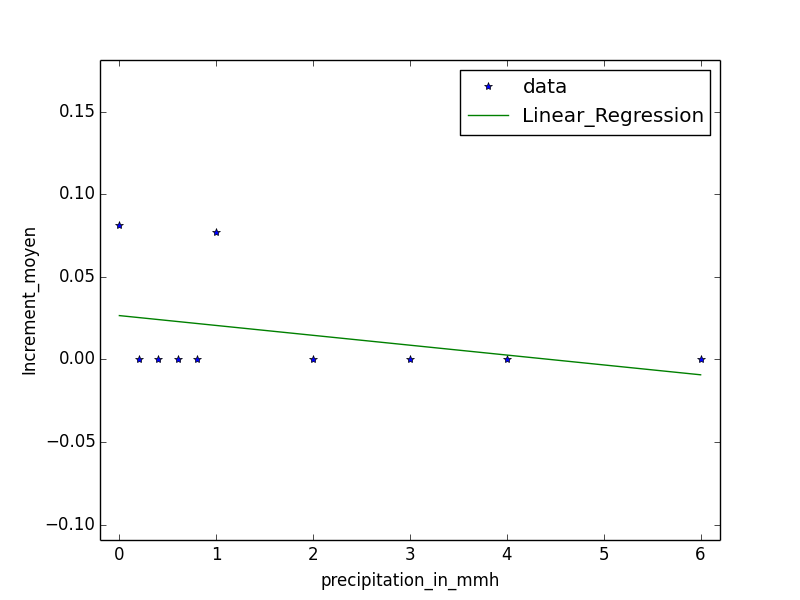 data
Linear_Regression
0.15
0.10
0.05
0.00
−0.05
−0.10
Increment_moyen
0 1 2 3 4 5 6
precipitation_in_mmh